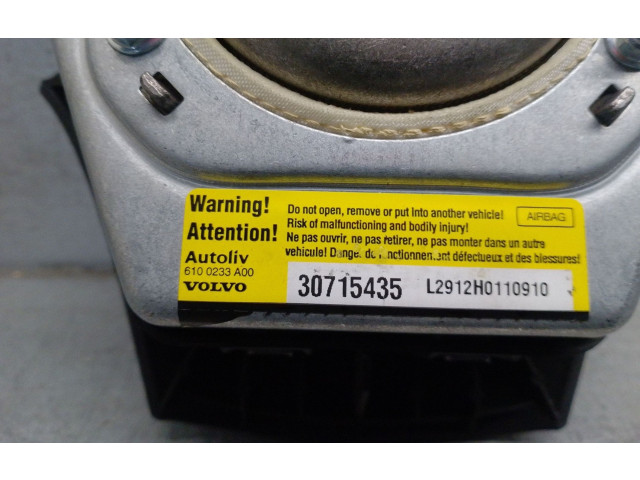 Warning!
Attention!
Do not open, remove or put Into another vehicle!
Risk of malfunctioning and bodily injury!
Ne pas ouvrir, ne pas retirer, ne pas monter dans un autre
vehicule! Danger de fonctionnement défectueux et des blessures!
AIRBAG
Autoliv
610 0233 A00
VOLVO
30715435
L2912H0110910